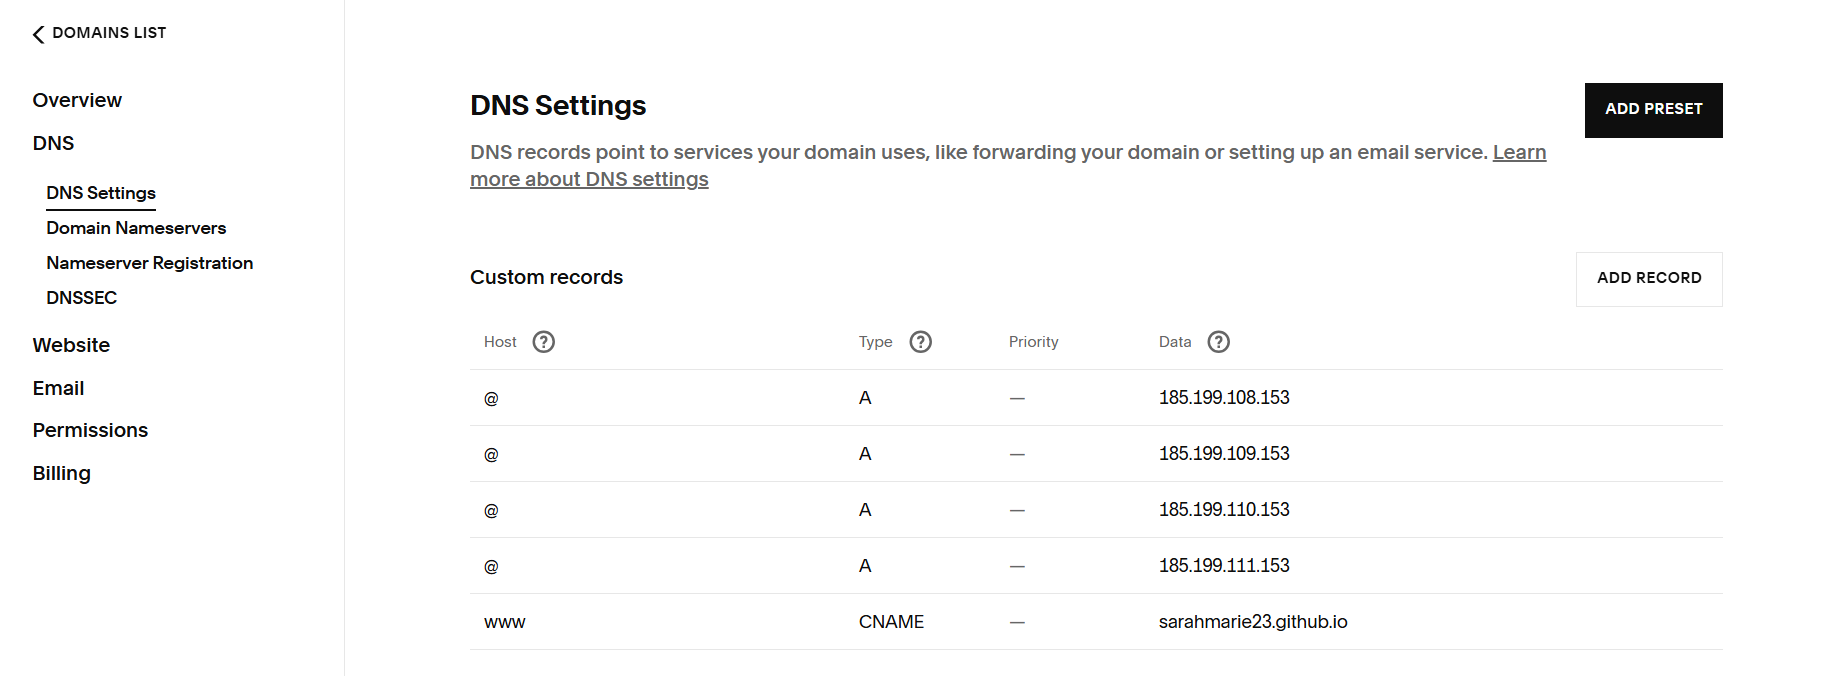 DOMAINS LIST
Overview
DNS
DNS Settings
Domain Nameservers
Nameserver Registration
DNSSEC
Website
Email
Permissions
Billing
DNS Settings
ADD PRESET
DNS records point to services your domain uses, like forwarding your domain or setting up an email service. Learn
more about DNS settings
Custom records
ADD RECORD
Host ? Type ? Priority Data ?
@ A — 185.199.108.153
@ A — 185.199.109.153
@ A — 185.199.110.153
@ A — 185.199.111.153
www CNAME — sarahmarie23.github.io